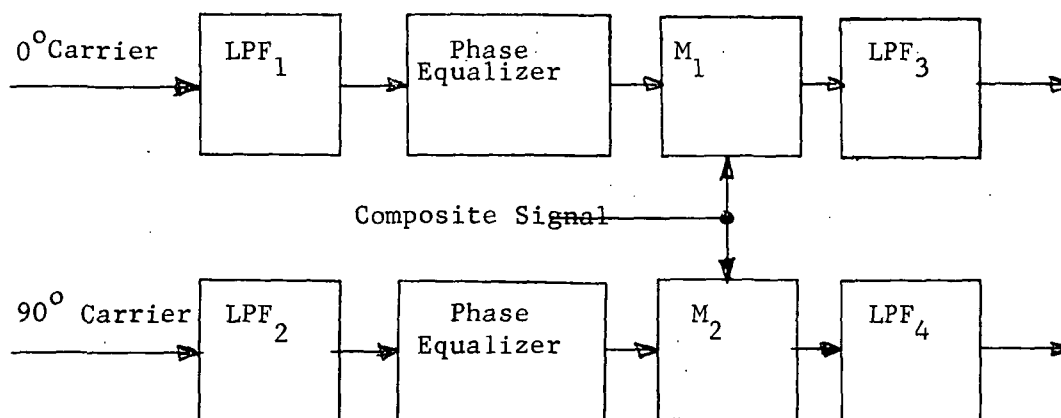 0° Carrier
LPF1
Phase
Equalizer
M1
LPF3
Composite Signal
90° Carrier
LPF2
Phase
Equalizer
M2
LPF4